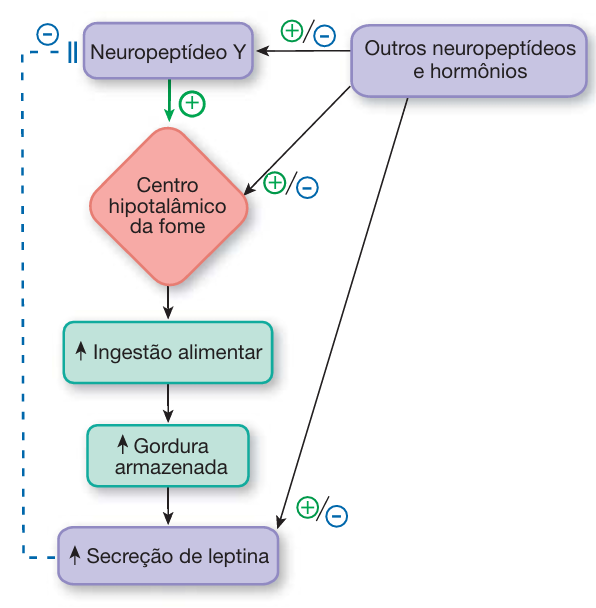 Neuropeptídeo Y
+/−
Outros neuropeptídeos
e hormônios
−
+
Centro
hipotalâmico
da fome
+/−
↑ Ingestão alimentar
↑ Gordura
armazenada
+/−
↑ Secreção de leptina